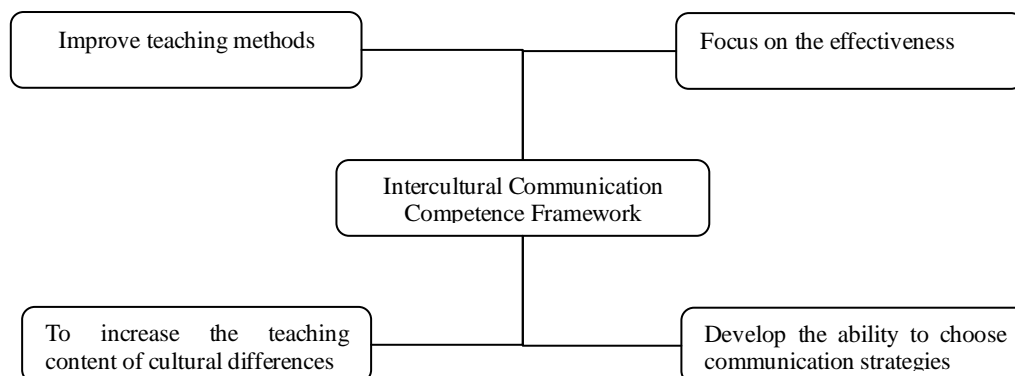 Improve teaching methods
Focus on the effectiveness
Intercultural Communication
Competence Framework
To increase the teaching
content of cultural differences
Develop the ability to choose
communication strategies